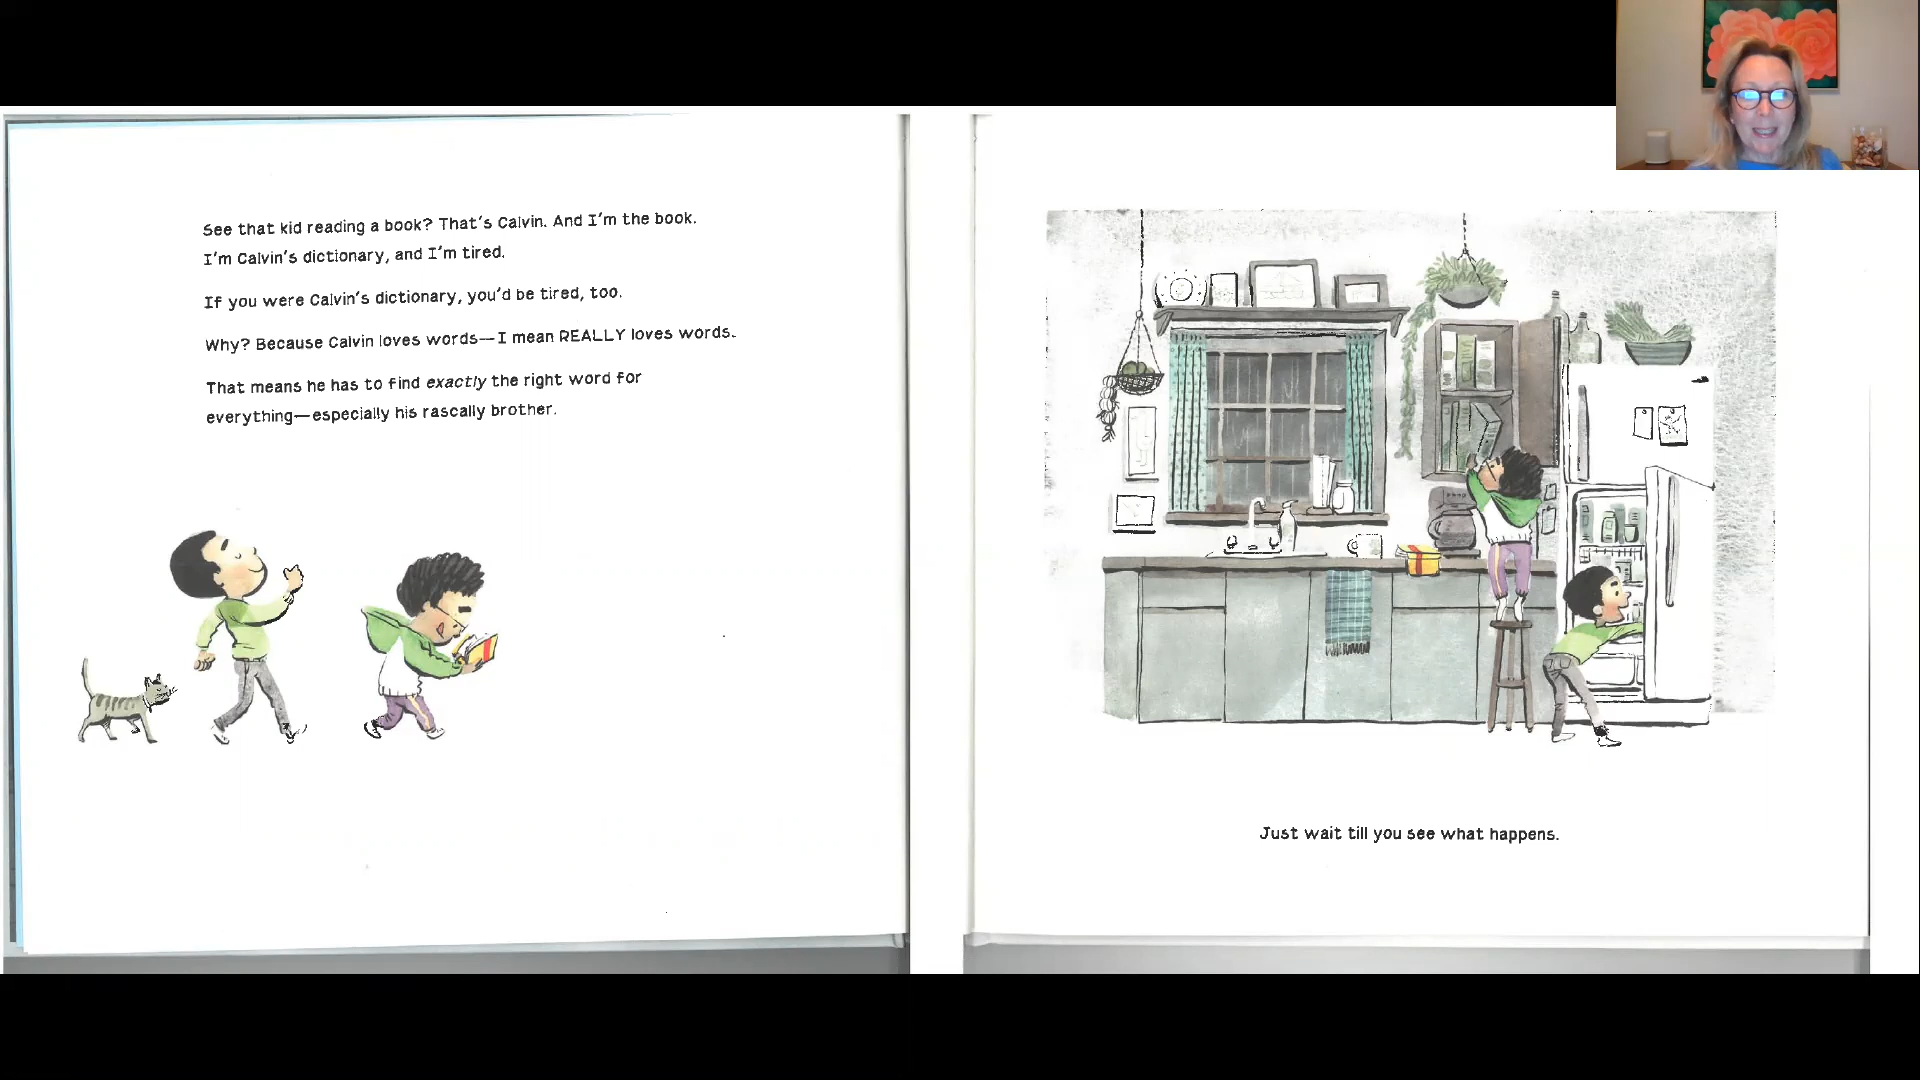 See that kid reading a book? That's Calvin. And I'm the book.
I'm Calvin's dictionary, and I'm tired.
If you were Calvin's dictionary, you'd be tired, too.
Why? Because Calvin loves words—I mean REALLY loves words.
That means he has to find exactly the right word for
everything—especially his rascally brother.
Just wait till you see what happens.